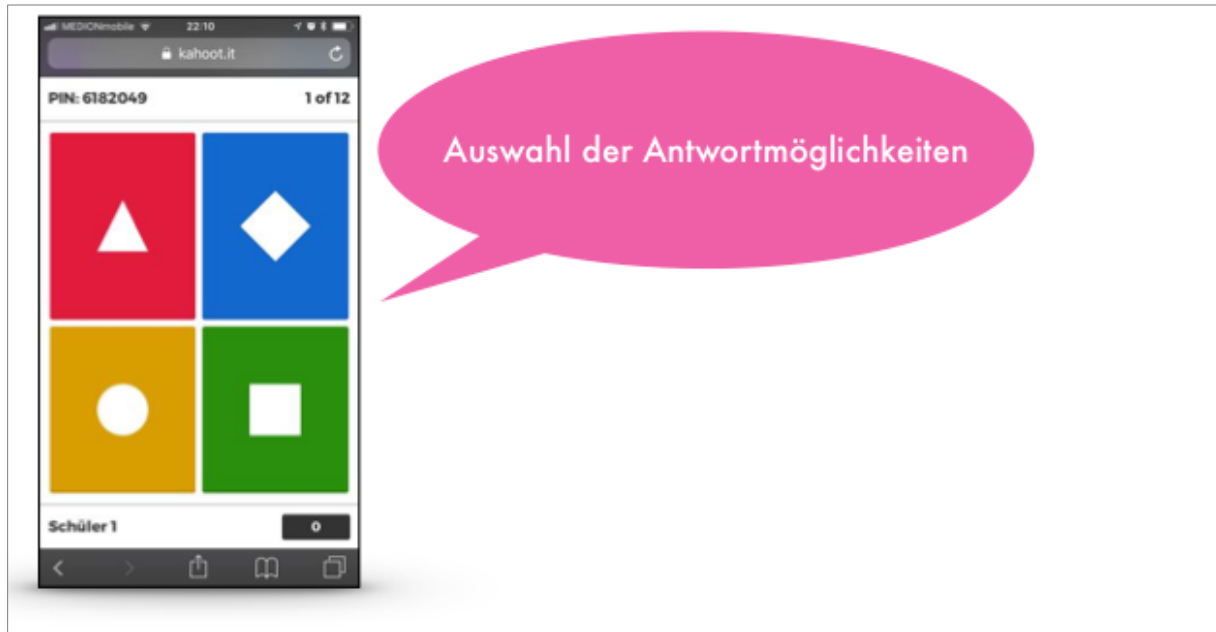 MEDIONmobile 22:10
kahoot.it
PIN: 6182049 1 of 12
Auswahl der Antwortmöglichkeiten
Schüler 1 0